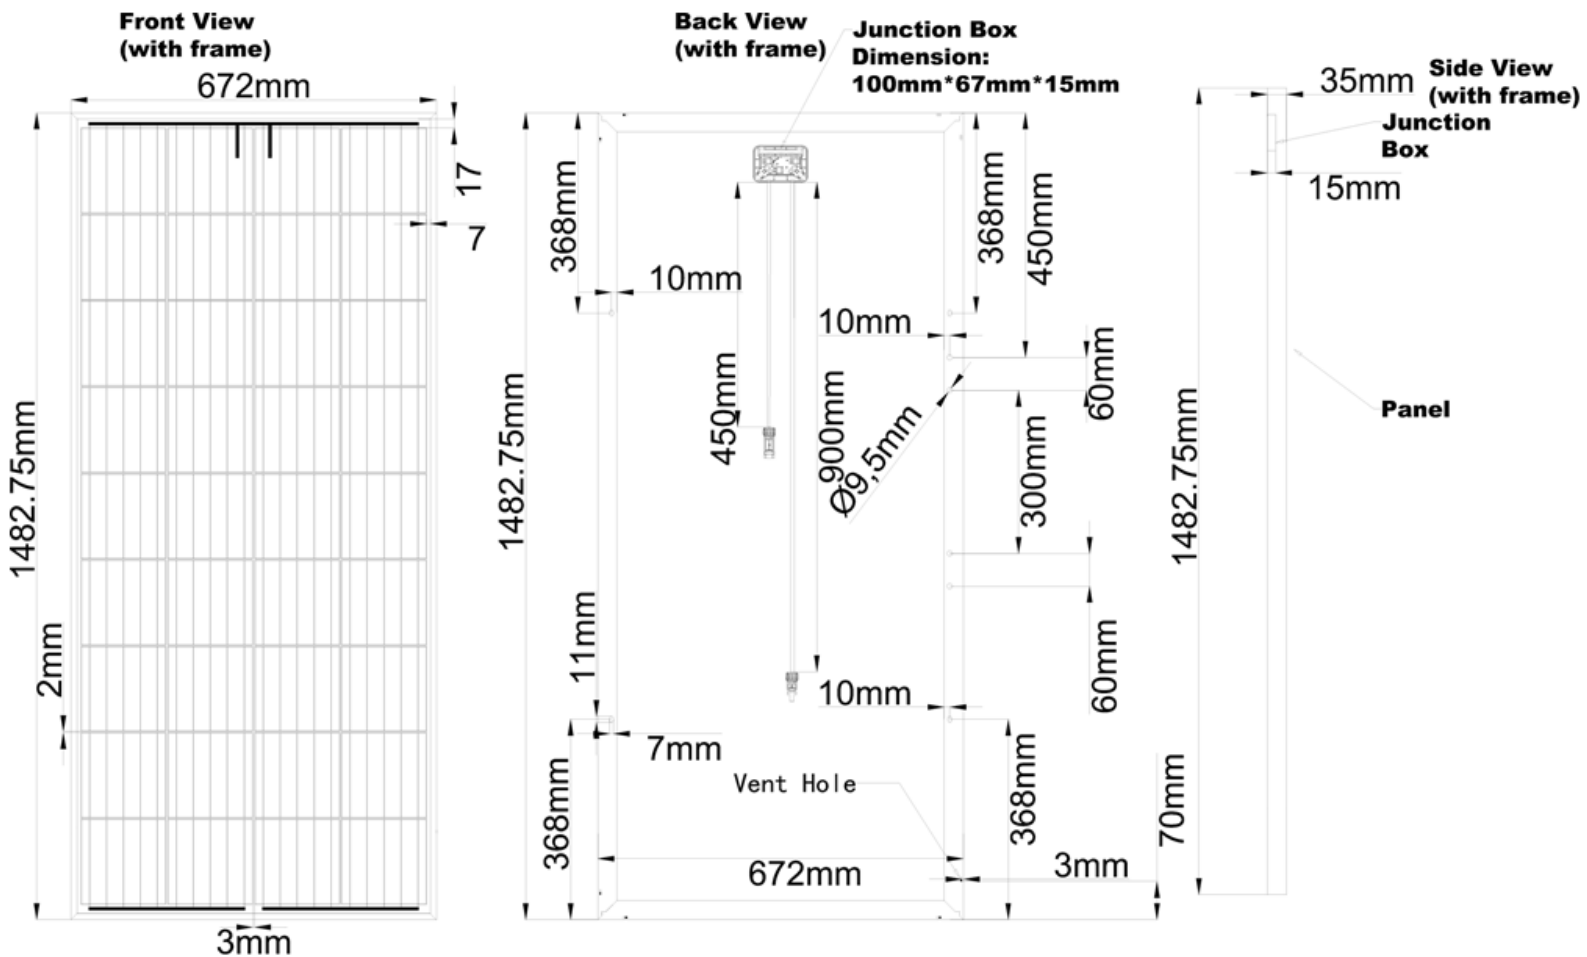 Front View
(with frame)
672mm
17
7
1482.75mm
2mm
3mm
Back View
(with frame)
Junction Box
Dimension:
100mm*67mm*15mm
368mm
10mm
368mm
450mm
10mm
60mm
450mm
900mm
Ø9,5mm
300mm
1482.75mm
11mm
10mm
60mm
7mm
Vent Hole
368mm
368mm
70mm
672mm
3mm
35mm
Side View
(with frame)
Junction
Box
15mm
Panel
1482.75mm